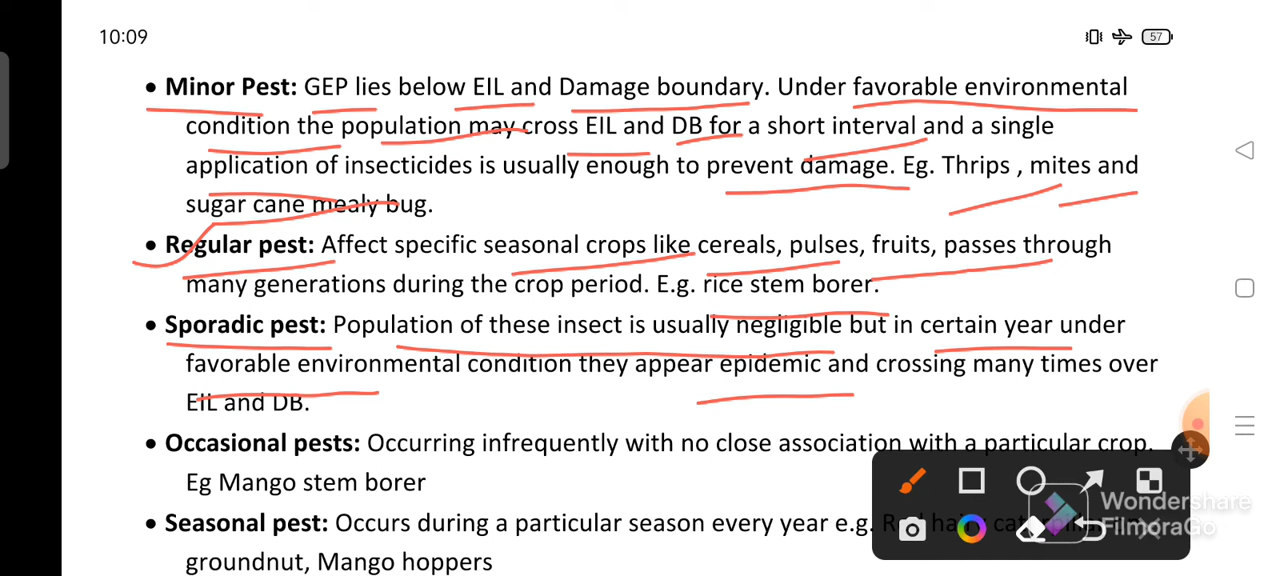 10:09
57
• Minor Pest: GEP lies below EIL and Damage boundary. Under favorable environmental
condition the population may cross EIL and DB for a short interval and a single
application of insecticides is usually enough to prevent damage. Eg. Thrips , mites and
sugar cane mealy bug.
• Regular pest: Affect specific seasonal crops like cereals, pulses, fruits, passes through
many generations during the crop period. E.g. rice stem borer.
• Sporadic pest: Population of these insect is usually negligible but in certain year under
favorable environmental condition they appear epidemic and crossing many times over
EIL and DB.
• Occasional pests: Occurring infrequently with no close association with a particular crop.
Eg Mango stem borer
• Seasonal pest: Occurs during a particular season every year e.g.
groundnut, Mango hoppers
Wondershare
FilmoraGo